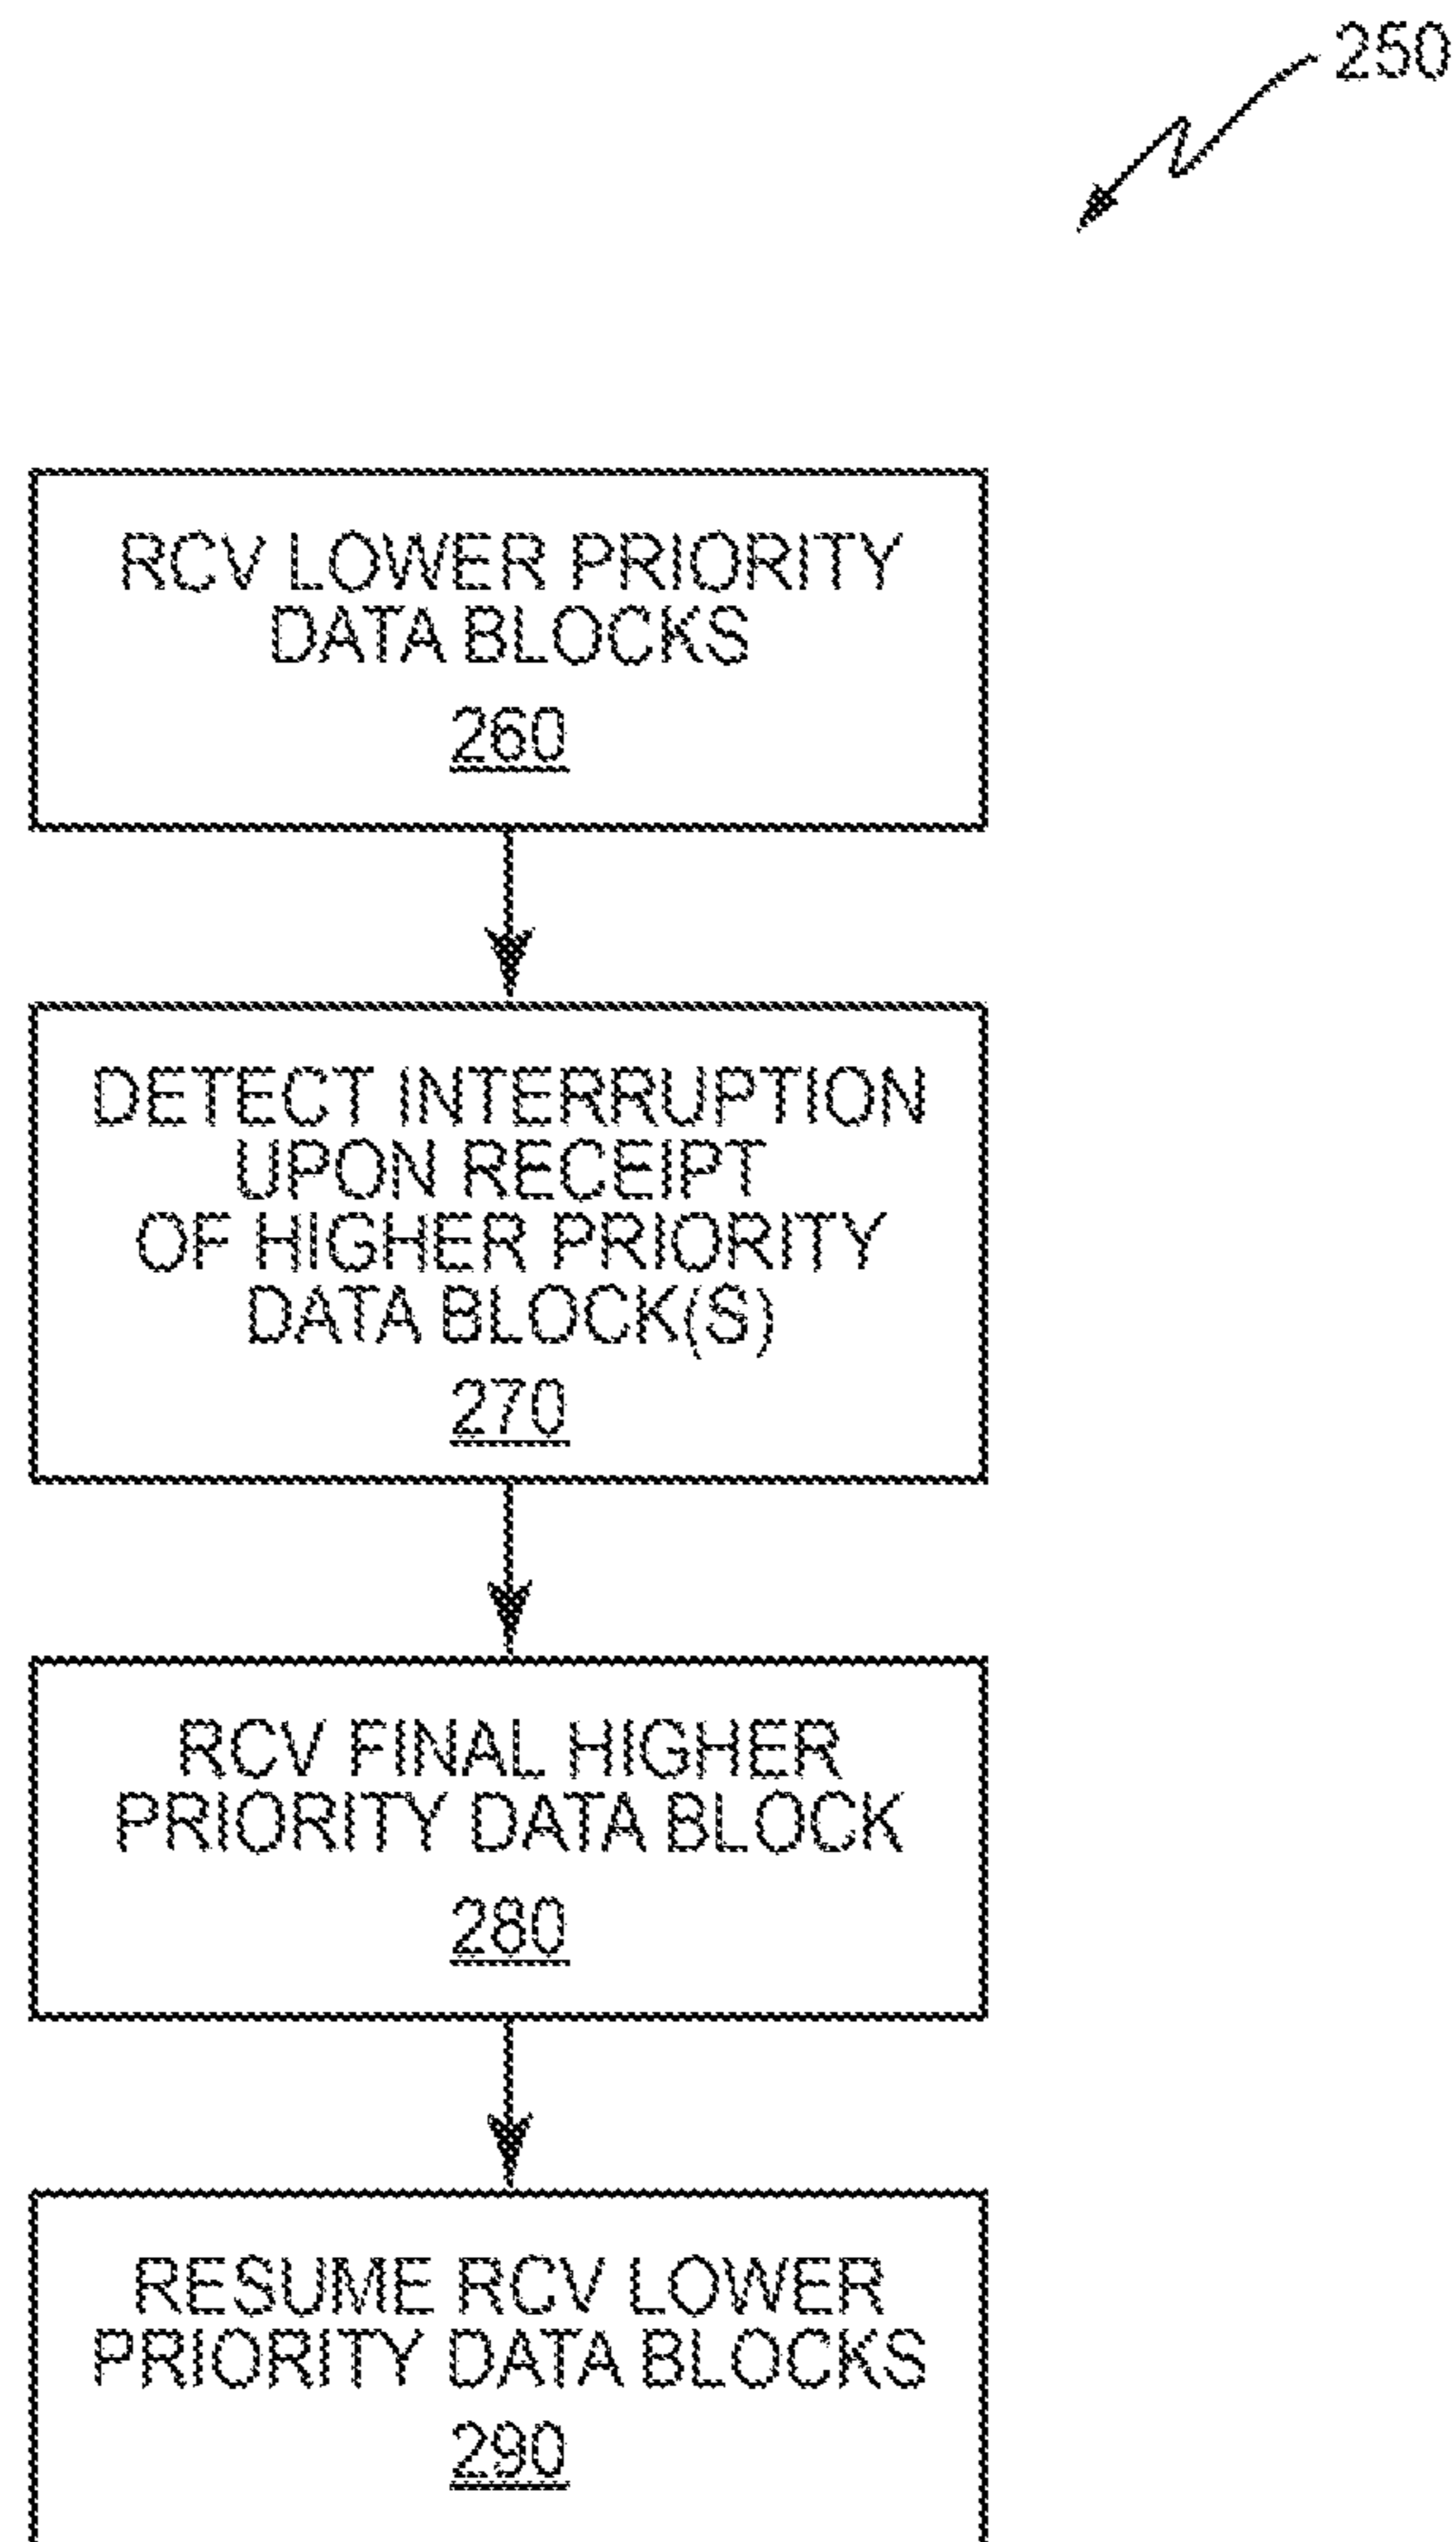 250
RCV LOWER PRIORITY
DATA BLOCKS
260
DETECT INTERRUPTION
UPON RECEIPT
OF HIGHER PRIORITY
DATA BLOCK(S)
270
RCV FINAL HIGHER
PRIORITY DATA BLOCK
280
RESUME RCV LOWER
PRIORITY DATA BLOCKS
290